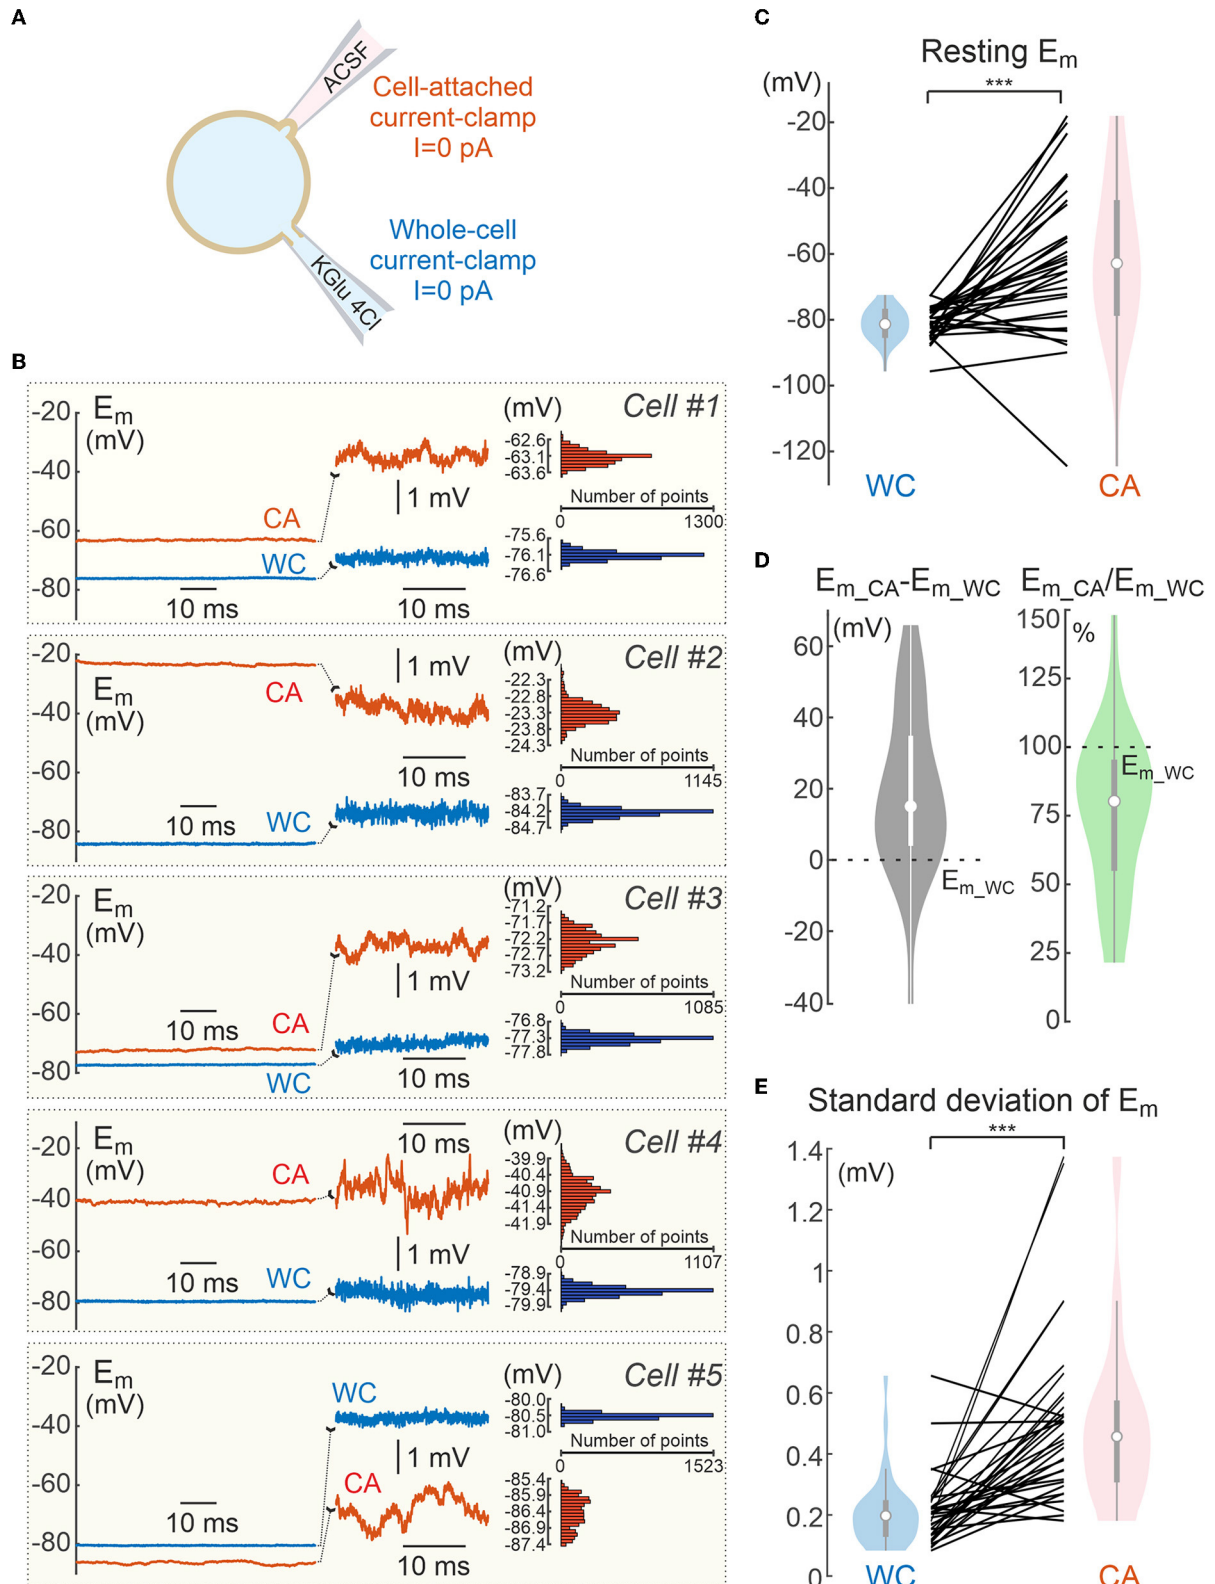 A
ACSF
Cell-attached
current-clamp
I=0 pA
Whole-cell
current-clamp
I=0 pA
KGlu 4Cl
B
-20
-40
-60
-80
Em
(mV)
CA
WC
10 ms
1 mV
10 ms
(mV)
Cell #1
-62.6
-63.1
-63.6
Number of points
0
1300
-75.6
-76.1
-76.6
-20
-40
-60
-80
Em
(mV)
CA
WC
10 ms
1 mV
10 ms
(mV)
Cell #2
-22.3
-22.8
-23.3
-23.8
-24.3
Number of points
0
1145
-83.7
-84.2
-84.7
-20
-40
-60
-80
Em
(mV)
10 ms
CA
WC
1 mV
10 ms
(mV)
Cell #3
-71.2
-71.7
-72.2
-72.7
-73.2
Number of points
0
1085
-76.8
-77.3
-77.8
-20
-40
-60
-80
Em
(mV)
CA
WC
10 ms
10 ms
1 mV
(mV)
Cell #4
-39.9
-40.4
-40.9
-41.4
-41.9
Number of points
0
1107
-78.9
-79.4
-79.9
-20
-40
-60
-80
Em
(mV)
10 ms
WC
1 mV
CA
10 ms
(mV)
Cell #5
-80.0
-80.5
-81.0
Number of points
0
1523
-85.4
-85.9
-86.4
-86.9
-87.4
C
Resting Em
(mV)
***
-20
-40
-60
-80
-100
-120
WC
CA
D
Em_CA-Em_WC
(mV)
60
40
20
0
-20
-40
Em_WC
Em_CA/Em_WC
%
150
125
100
75
50
25
0
Em_WC
E
Standard deviation of Em
***
(mV)
1.4
1.2
1
0.8
0.6
0.4
0.2
0
WC
CA